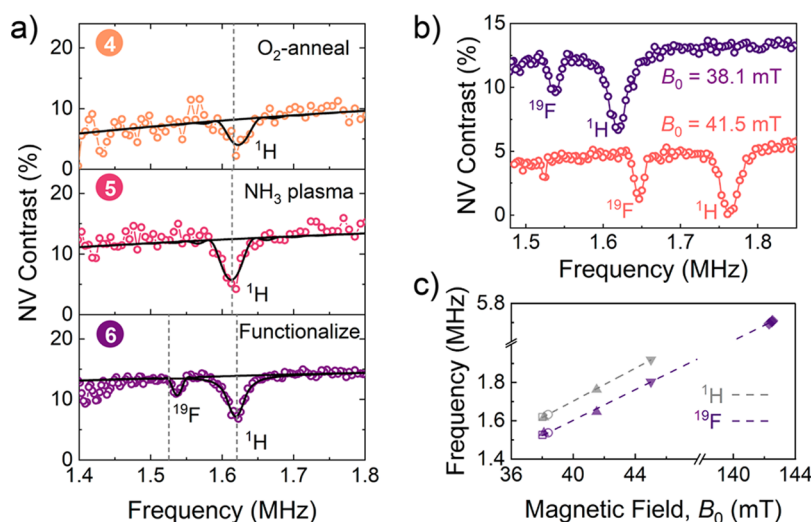 a)
4
O₂-anneal
20
10
0
¹H
5
NH₃ plasma
20
10
0
¹H
6
Functionalize
20
10
0
¹⁹F
¹H
NV Contrast (%)
1.4 1.5 1.6 1.7 1.8
Frequency (MHz)
b)
15
10
5
0
NV Contrast (%)
¹⁹F
¹H
B₀ = 38.1 mT
B₀ = 41.5 mT
¹⁹F
¹H
1.5 1.6 1.7 1.8
Frequency (MHz)
c)
5.8
1.8
1.6
1.4
Frequency (MHz)
¹H
¹⁹F
36 40 44 140 144
Magnetic Field, B₀ (mT)